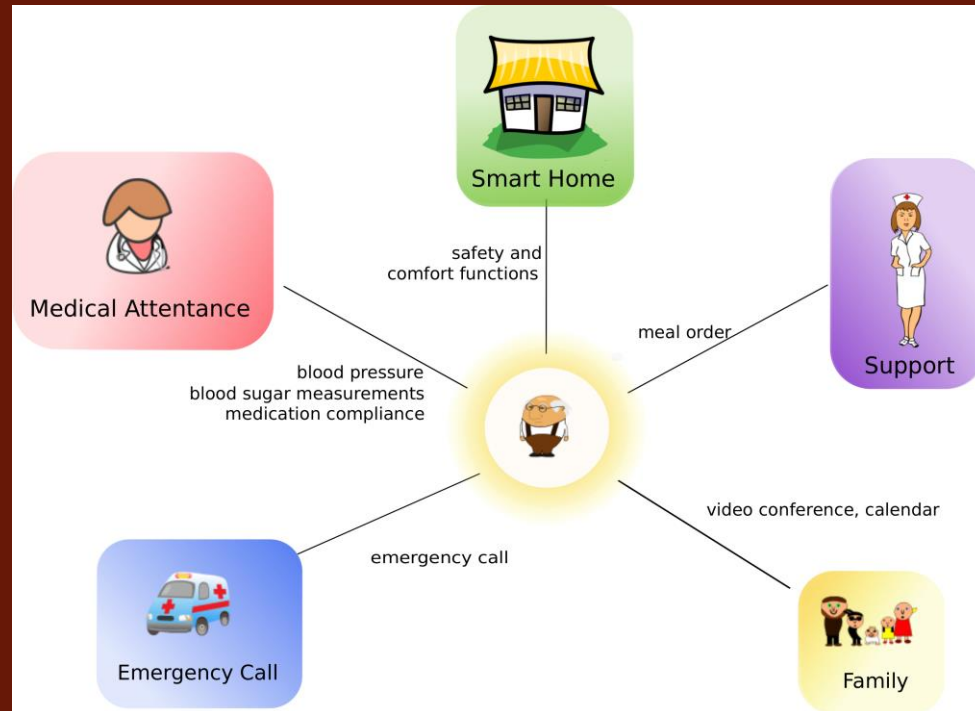 Smart Home
safety and
comfort functions
Medical Attentance
blood pressure
blood sugar measurements
medication compliance
meal order
Support
video conference, calendar
emergency call
Emergency Call
Family